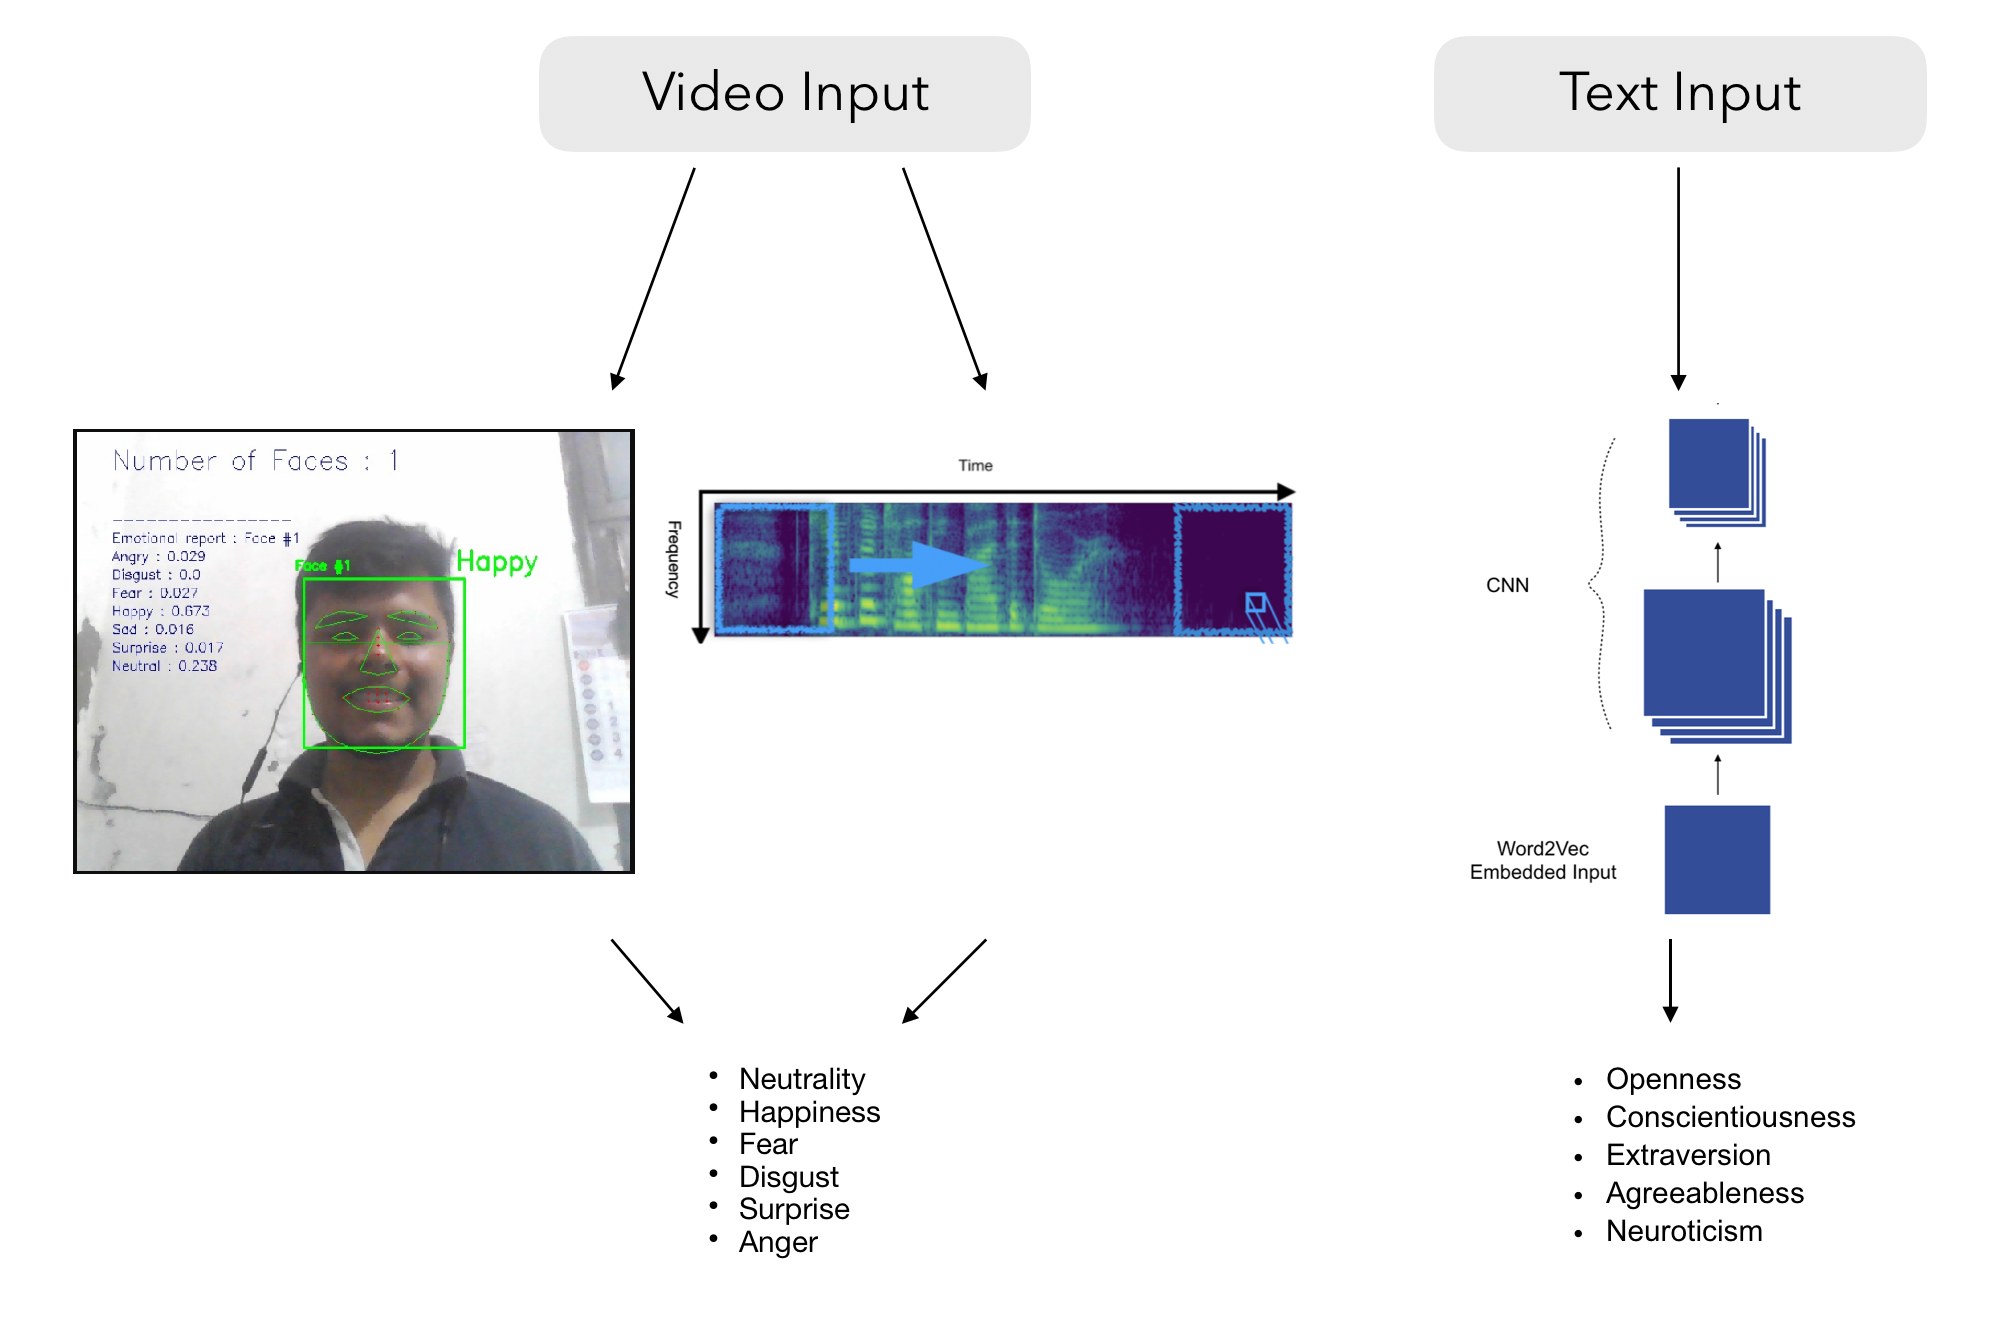 Video Input
Text Input
Number of Faces : 1
----------------
Emotional report : Face #1
Angry : 0.029
Disgust : 0.0
Fear : 0.027
Happy : 0.673
Sad : 0.016
Surprise : 0.017
Neutral : 0.238
Face #1
Happy
Time
Frequency
CNN
Word2Vec
Embedded Input
• Neutrality
• Happiness
• Fear
• Disgust
• Surprise
• Anger
• Openness
• Conscientiousness
• Extraversion
• Agreeableness
• Neuroticism